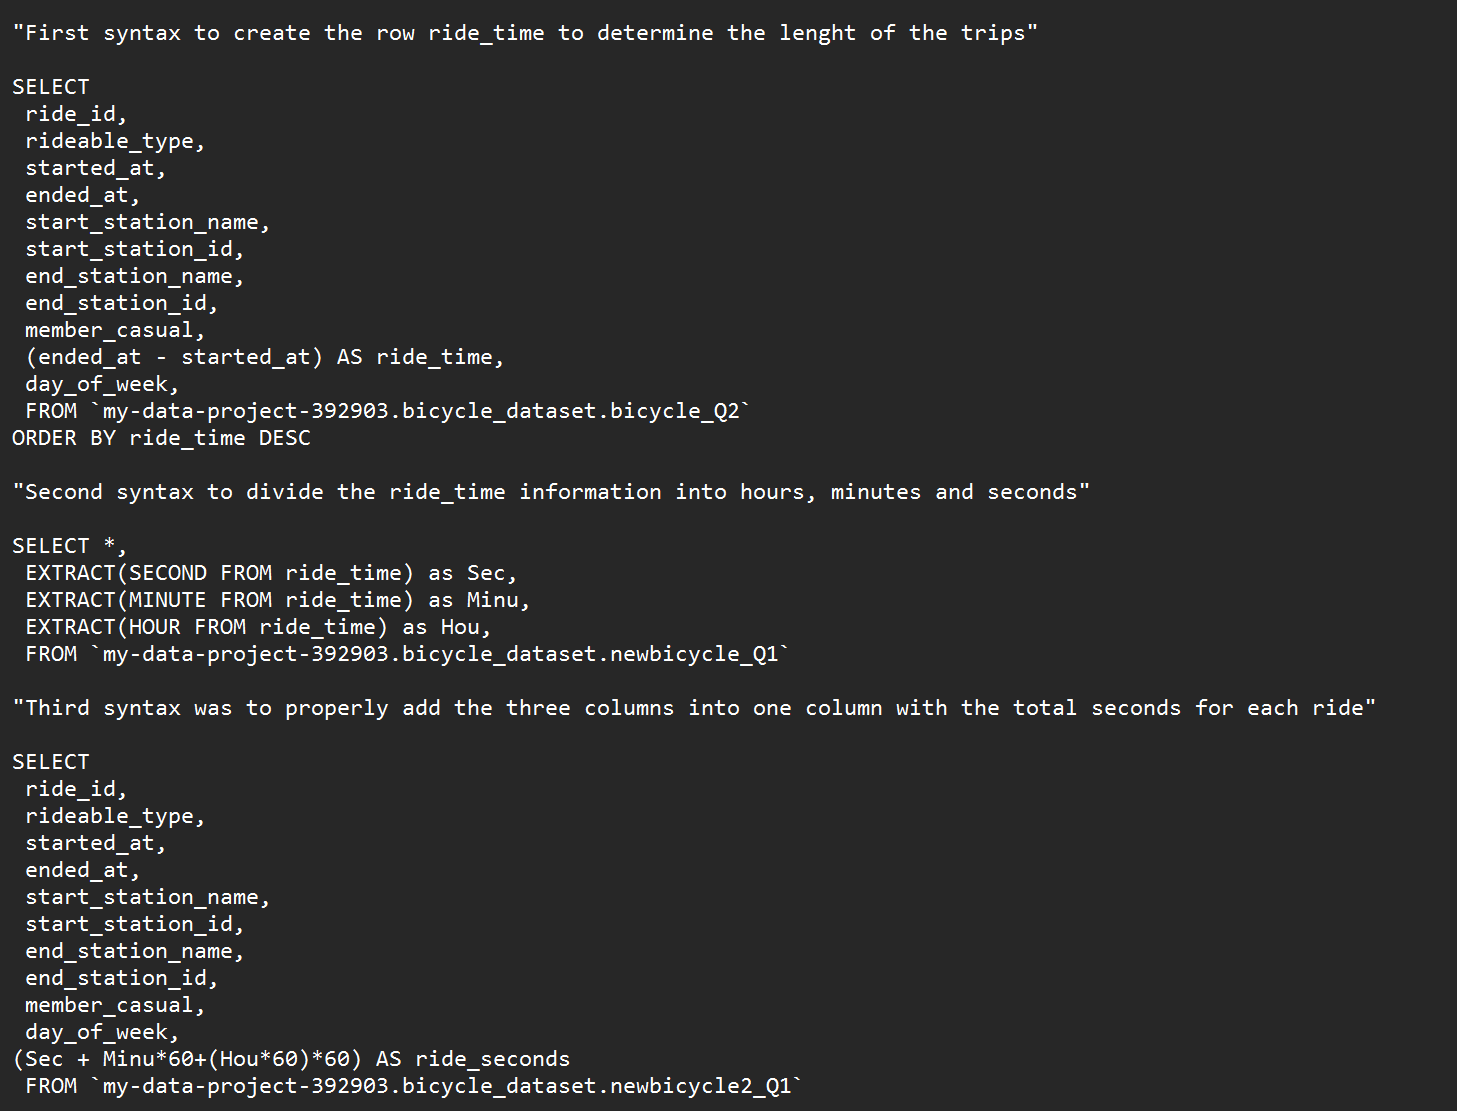 "First syntax to create the row ride_time to determine the lenght of the trips"
SELECT
ride_id,
rideable_type,
started_at,
ended_at,
start_station_name,
start_station_id,
end_station_name,
end_station_id,
member_casual,
(ended_at - started_at) AS ride_time,
day_of_week,
FROM `my-data-project-392903.bicycle_dataset.bicycle_Q2`
ORDER BY ride_time DESC
"Second syntax to divide the ride_time information into hours, minutes and seconds"
SELECT *,
EXTRACT(SECOND FROM ride_time) as Sec,
EXTRACT(MINUTE FROM ride_time) as Minu,
EXTRACT(HOUR FROM ride_time) as Hou,
FROM `my-data-project-392903.bicycle_dataset.newbicycle_Q1`
"Third syntax was to properly add the three columns into one column with the total seconds for each ride"
SELECT
ride_id,
rideable_type,
started_at,
ended_at,
start_station_name,
start_station_id,
end_station_name,
end_station_id,
member_casual,
day_of_week,
(Sec + Minu*60+(Hou*60)*60) AS ride_seconds
FROM `my-data-project-392903.bicycle_dataset.newbicycle2_Q1`